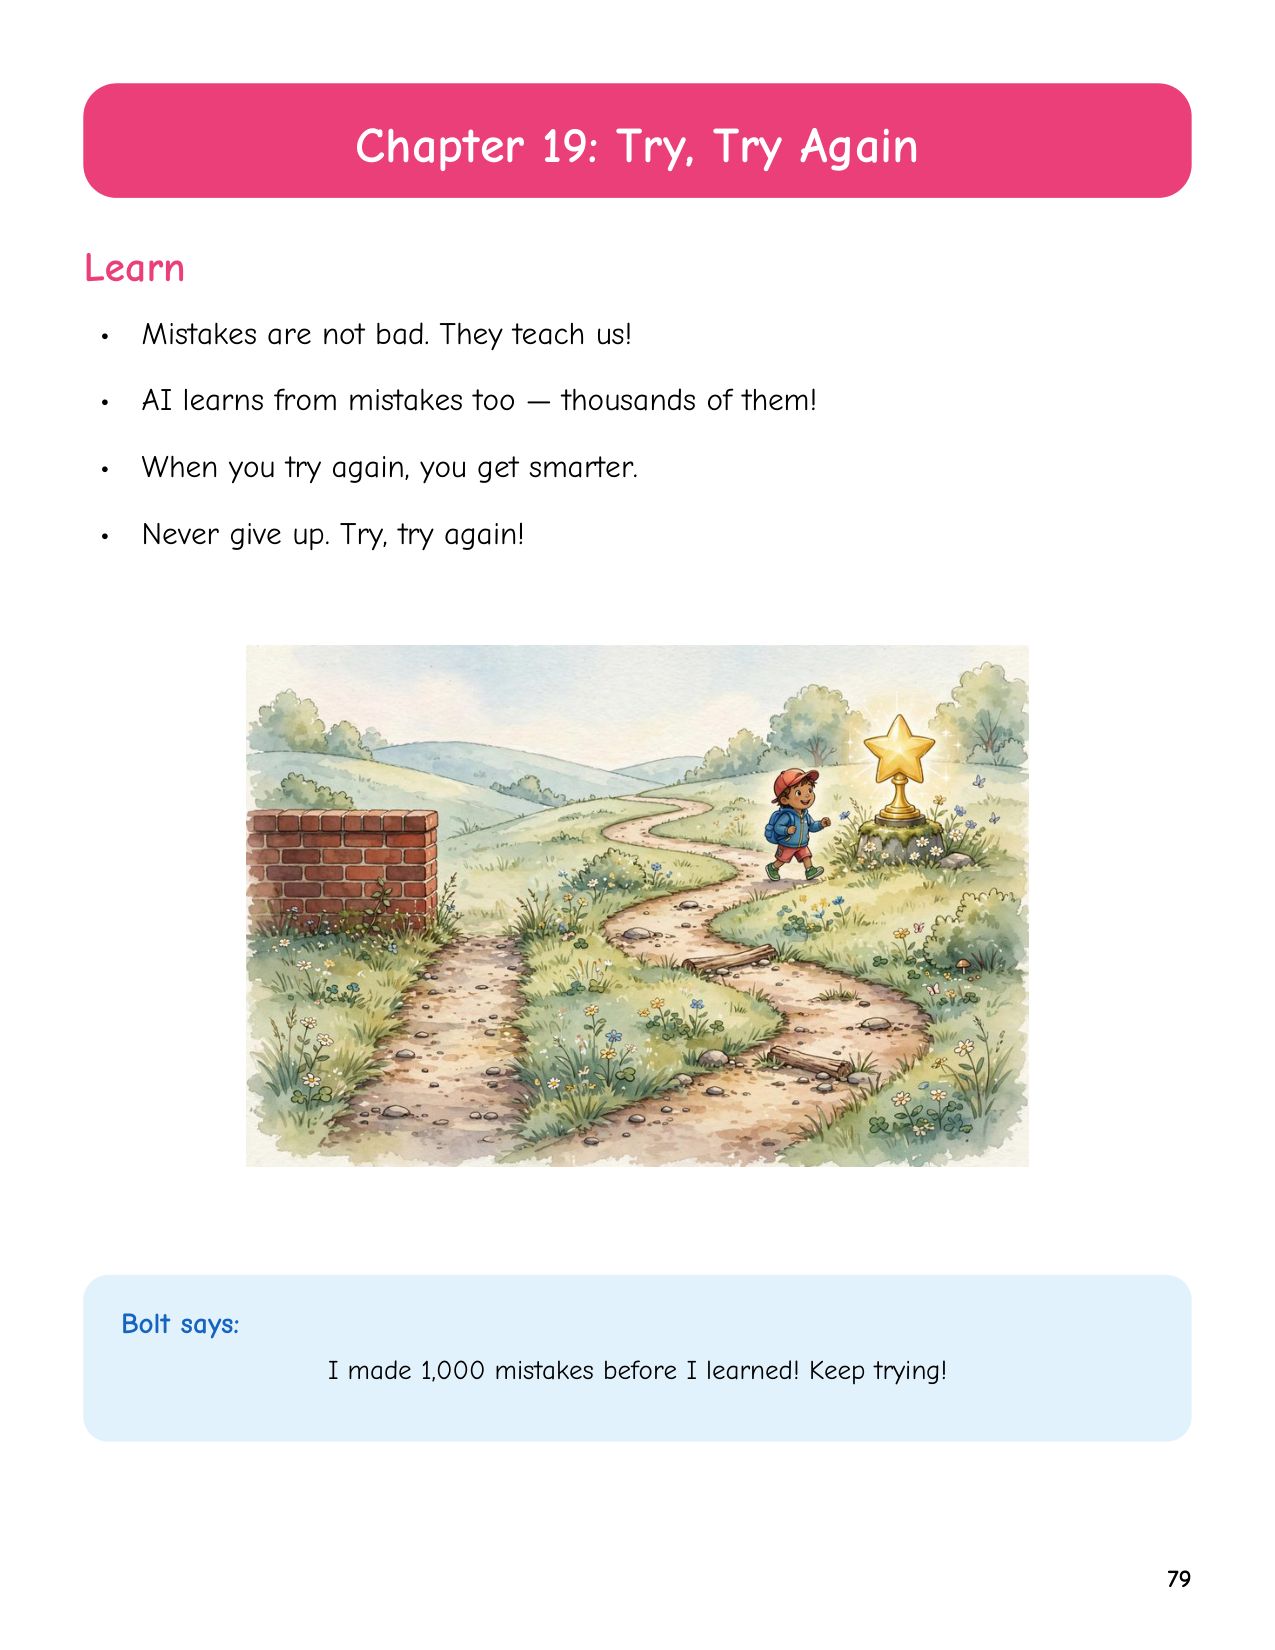 Chapter 19: Try, Try Again
Learn
• Mistakes are not bad. They teach us!
• AI learns from mistakes too — thousands of them!
• When you try again, you get smarter.
• Never give up. Try, try again!
Bolt says:
I made 1,000 mistakes before I learned! Keep trying!
79